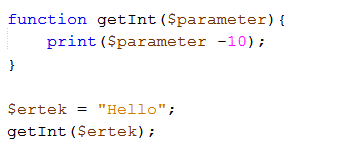 function getInt($parameter){
    print($parameter -10);
}

$ertek = "Hello";
getInt($ertek);